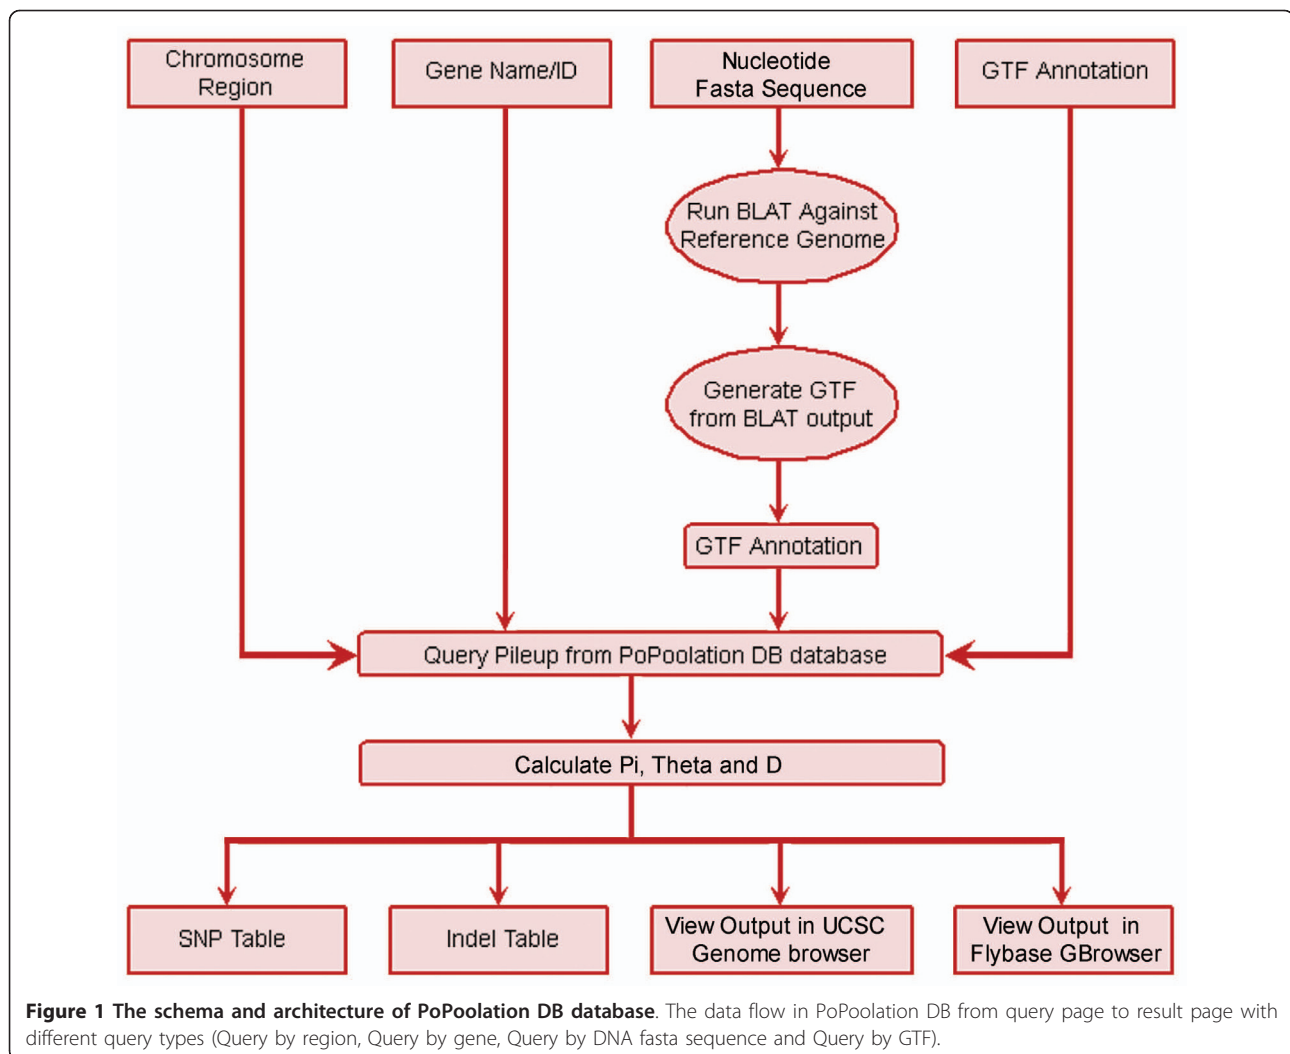 Chromosome
Region
Gene Name/ID
Nucleotide
Fasta Sequence
GTF Annotation
Run BLAT Against
Reference Genome
Generate GTF
from BLAT output
GTF Annotation
Query Pileup from PoPoolation DB database
Calculate Pi, Theta and D
SNP Table
Indel Table
View Output in UCSC
Genome browser
View Output in
Flybase GBrowser
Figure 1 The schema and architecture of PoPoolation DB database. The data flow in PoPoolation DB from query page to result page with
different query types (Query by region, Query by gene, Query by DNA fasta sequence and Query by GTF).